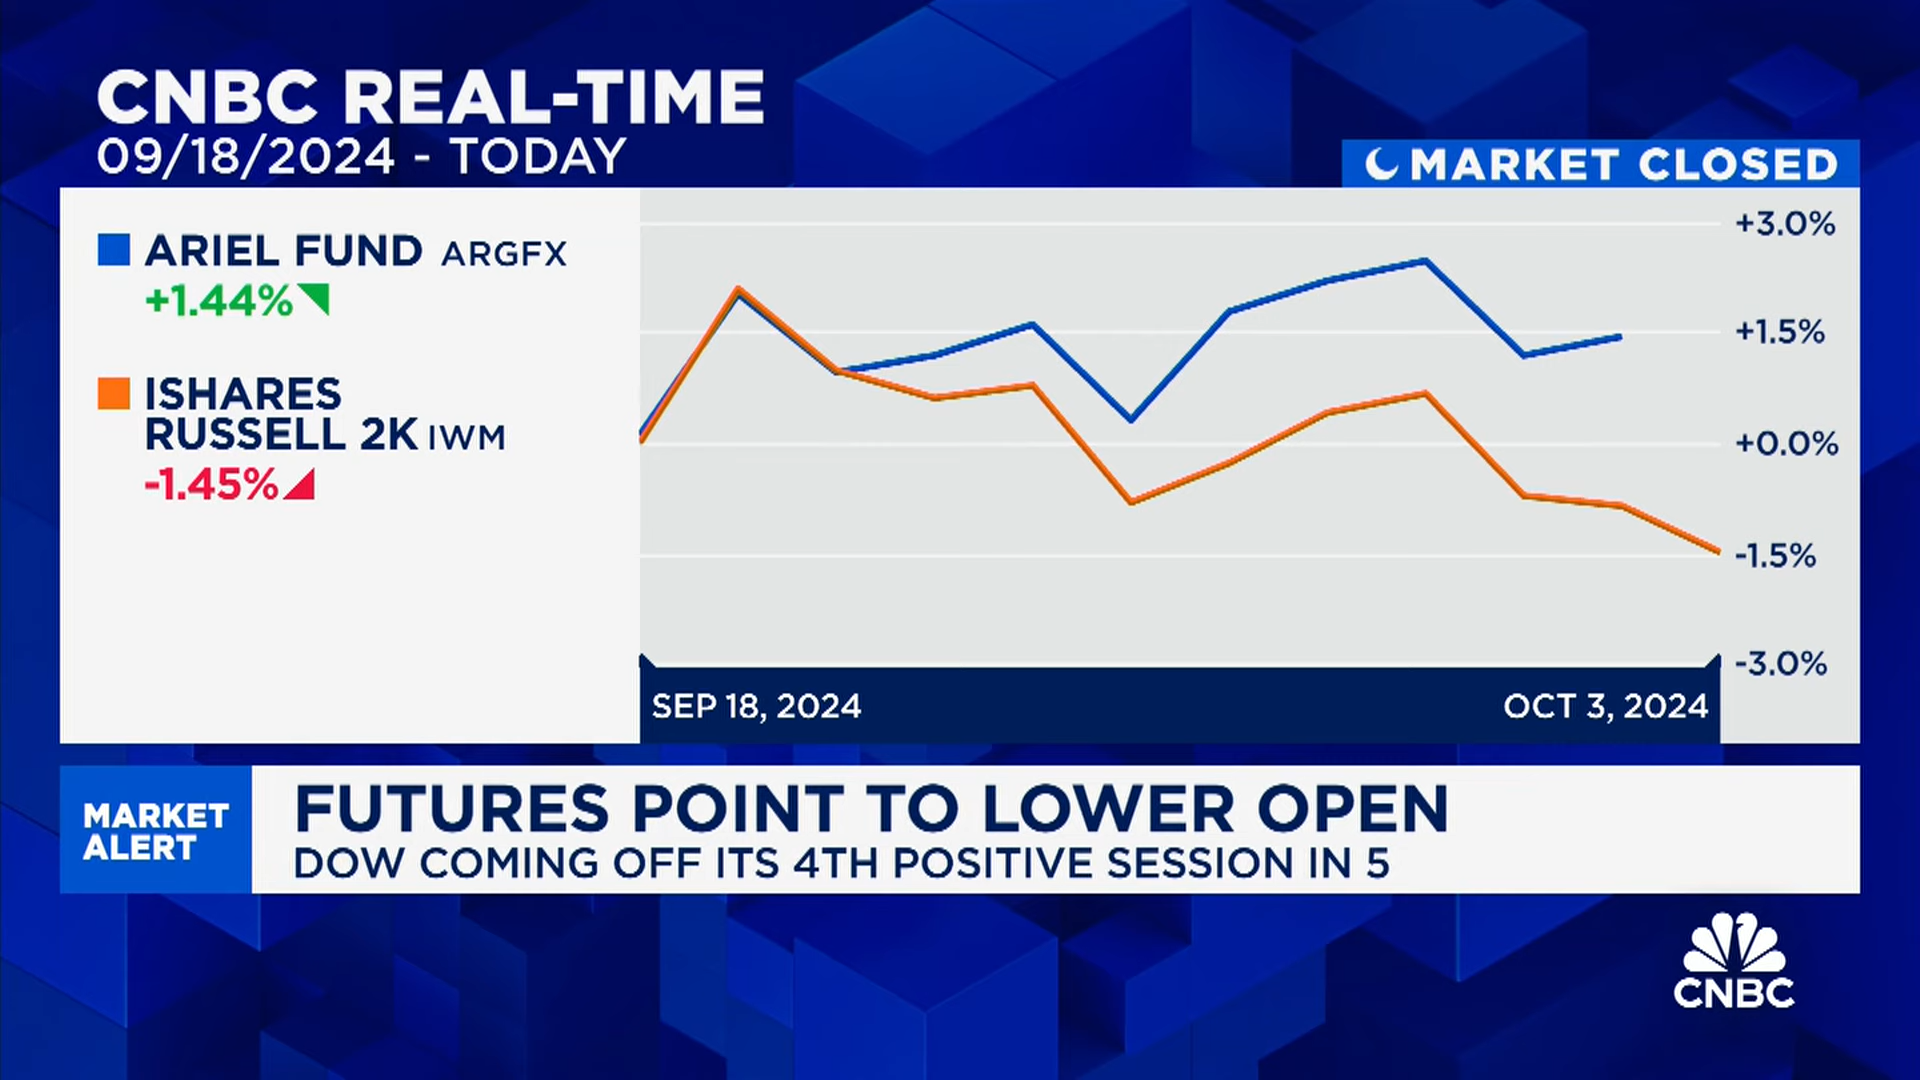 CNBC REAL-TIME
09/18/2024 - TODAY
MARKET CLOSED
ARIEL FUND ARGFX
+1.44%
ISHARES
RUSSELL 2K IWM
-1.45%
+3.0%
+1.5%
+0.0%
-1.5%
-3.0%
SEP 18, 2024
OCT 3, 2024
MARKET
ALERT
FUTURES POINT TO LOWER OPEN
DOW COMING OFF ITS 4TH POSITIVE SESSION IN 5
CNBC